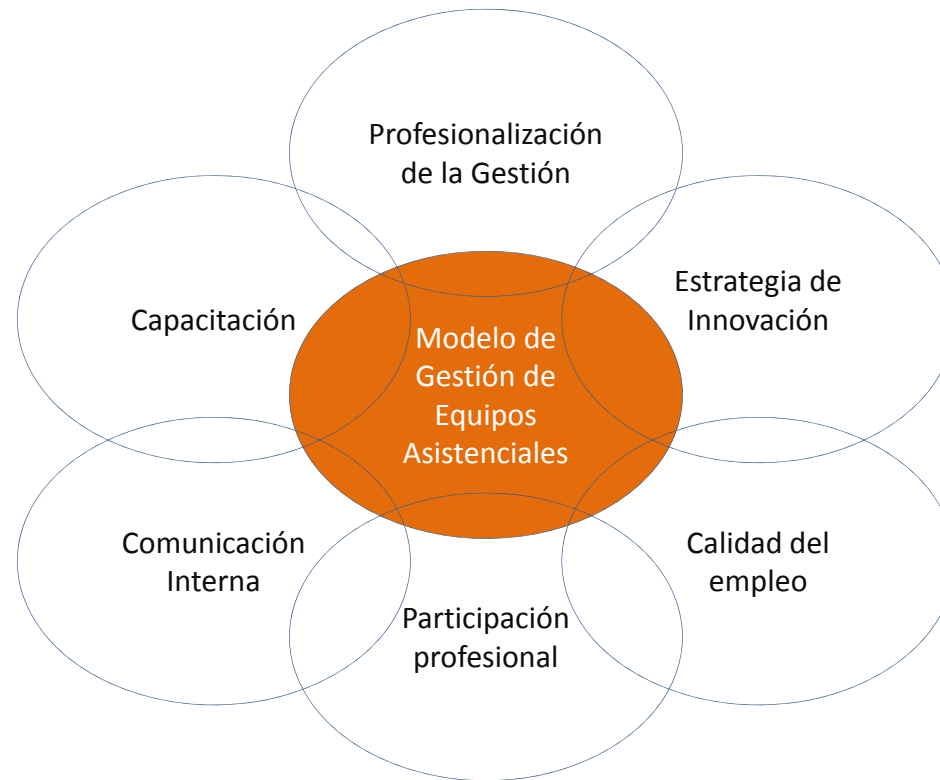 Profesionalización
de la Gestión
Estrategia de
Innovación
Capacitación
Modelo de
Gestión de
Equipos
Asistenciales
Comunicación
Interna
Calidad del
empleo
Participación
profesional